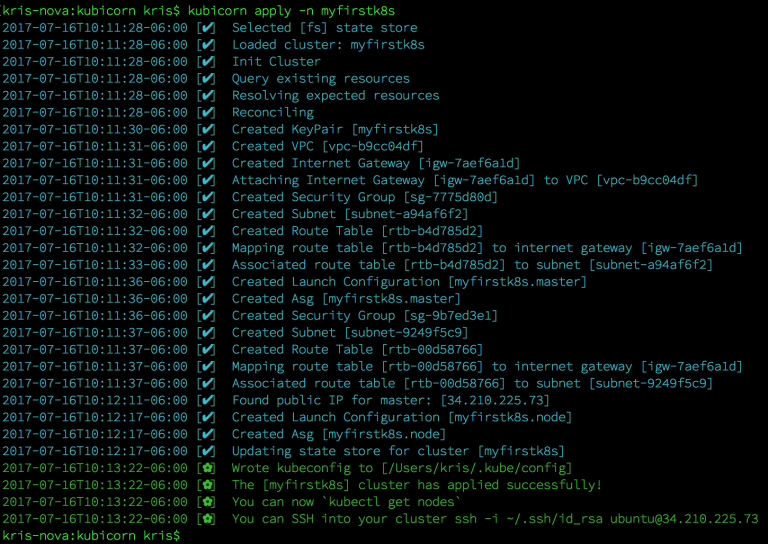 [kris-nova:kubicorn kris$ kubicorn apply -n myfirstk8s
2017-07-16T10:11:28-06:00 [✔]  Selected [fs] state store
2017-07-16T10:11:28-06:00 [✔]  Loaded cluster: myfirstk8s
2017-07-16T10:11:28-06:00 [✔]  Init Cluster
2017-07-16T10:11:28-06:00 [✔]  Query existing resources
2017-07-16T10:11:28-06:00 [✔]  Resolving expected resources
2017-07-16T10:11:28-06:00 [✔]  Reconciling
2017-07-16T10:11:30-06:00 [✔]  Created KeyPair [myfirstk8s]
2017-07-16T10:11:31-06:00 [✔]  Created VPC [vpc-b9cc04df]
2017-07-16T10:11:31-06:00 [✔]  Created Internet Gateway [igw-7aef6a1d]
2017-07-16T10:11:31-06:00 [✔]  Attaching Internet Gateway [igw-7aef6a1d] to VPC [vpc-b9cc04df]
2017-07-16T10:11:31-06:00 [✔]  Created Security Group [sg-7775d80d]
2017-07-16T10:11:32-06:00 [✔]  Created Subnet [subnet-a94af6f2]
2017-07-16T10:11:32-06:00 [✔]  Created Route Table [rtb-b4d785d2]
2017-07-16T10:11:32-06:00 [✔]  Mapping route table [rtb-b4d785d2] to internet gateway [igw-7aef6a1d]
2017-07-16T10:11:33-06:00 [✔]  Associated route table [rtb-b4d785d2] to subnet [subnet-a94af6f2]
2017-07-16T10:11:36-06:00 [✔]  Created Launch Configuration [myfirstk8s.master]
2017-07-16T10:11:36-06:00 [✔]  Created Asg [myfirstk8s.master]
2017-07-16T10:11:36-06:00 [✔]  Created Security Group [sg-9b7ed3e1]
2017-07-16T10:11:37-06:00 [✔]  Created Subnet [subnet-9249f5c9]
2017-07-16T10:11:37-06:00 [✔]  Created Route Table [rtb-00d58766]
2017-07-16T10:11:37-06:00 [✔]  Mapping route table [rtb-00d58766] to internet gateway [igw-7aef6a1d]
2017-07-16T10:11:37-06:00 [✔]  Associated route table [rtb-00d58766] to subnet [subnet-9249f5c9]
2017-07-16T10:12:11-06:00 [✔]  Found public IP for master: [34.210.225.73]
2017-07-16T10:12:17-06:00 [✔]  Created Launch Configuration [myfirstk8s.node]
2017-07-16T10:12:17-06:00 [✔]  Created Asg [myfirstk8s.node]
2017-07-16T10:12:17-06:00 [✔]  Updating state store for cluster [myfirstk8s]
2017-07-16T10:13:22-06:00 [✿]  Wrote kubeconfig to [/Users/kris/.kube/config]
2017-07-16T10:13:22-06:00 [✿]  The [myfirstk8s] cluster has applied successfully!
2017-07-16T10:13:22-06:00 [✿]  You can now `kubectl get nodes`
2017-07-16T10:13:22-06:00 [✿]  You can SSH into your cluster ssh -i ~/.ssh/id_rsa ubuntu@34.210.225.73
kris-nova:kubicorn kris$